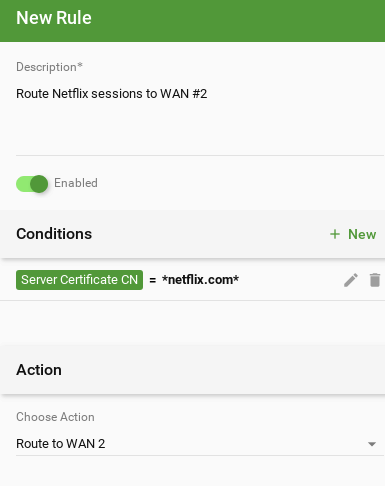 New Rule
Description*
Route Netflix sessions to WAN #2
Enabled
Conditions
+ New
Server Certificate CN = *netflix.com*
Action
Choose Action
Route to WAN 2